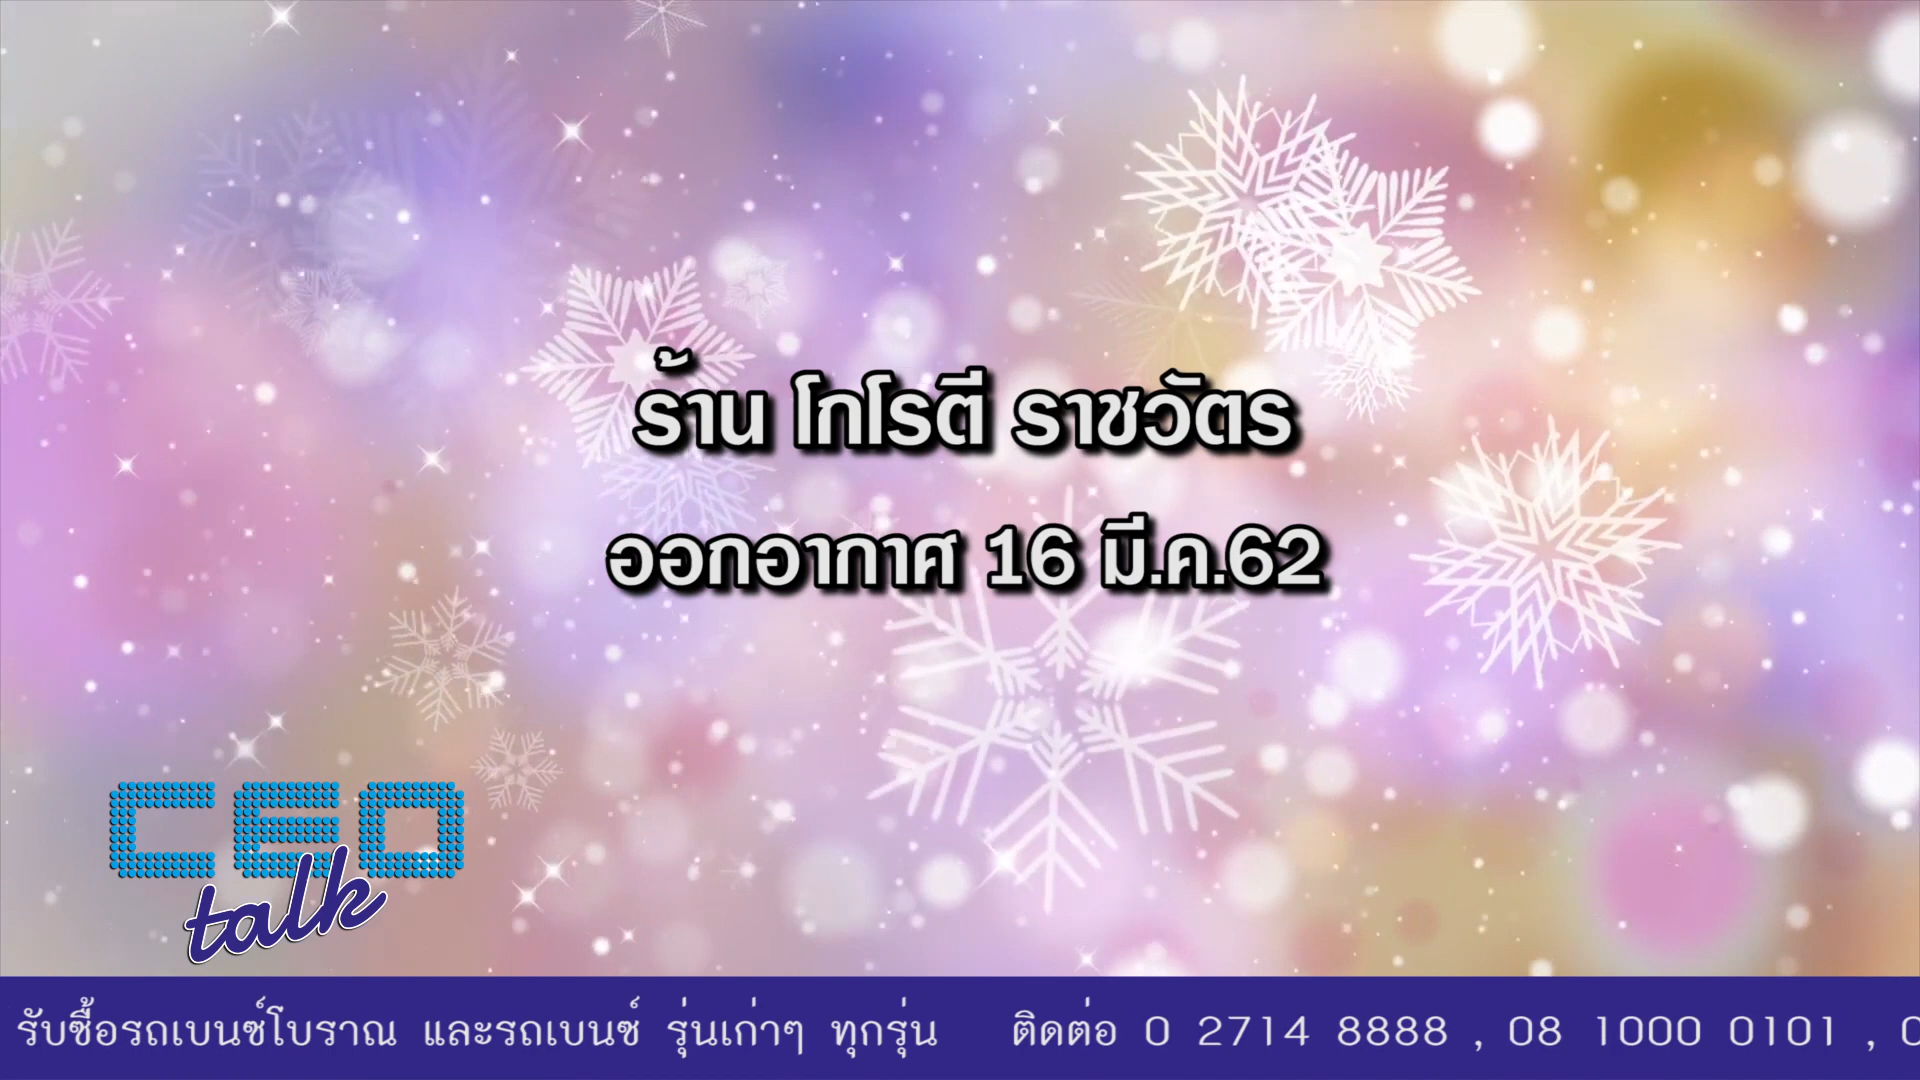 ร้าน โกโรตี ราชวัตร
ออกอากาศ 16 มี.ค.62
CEO
talk
รับซื้อรถเบนซ์โบราณ และรถเบนซ์ รุ่นเก่าๆ ทุกรุ่น ติดต่อ 0 2714 8888 , 08 1000 0101 ,